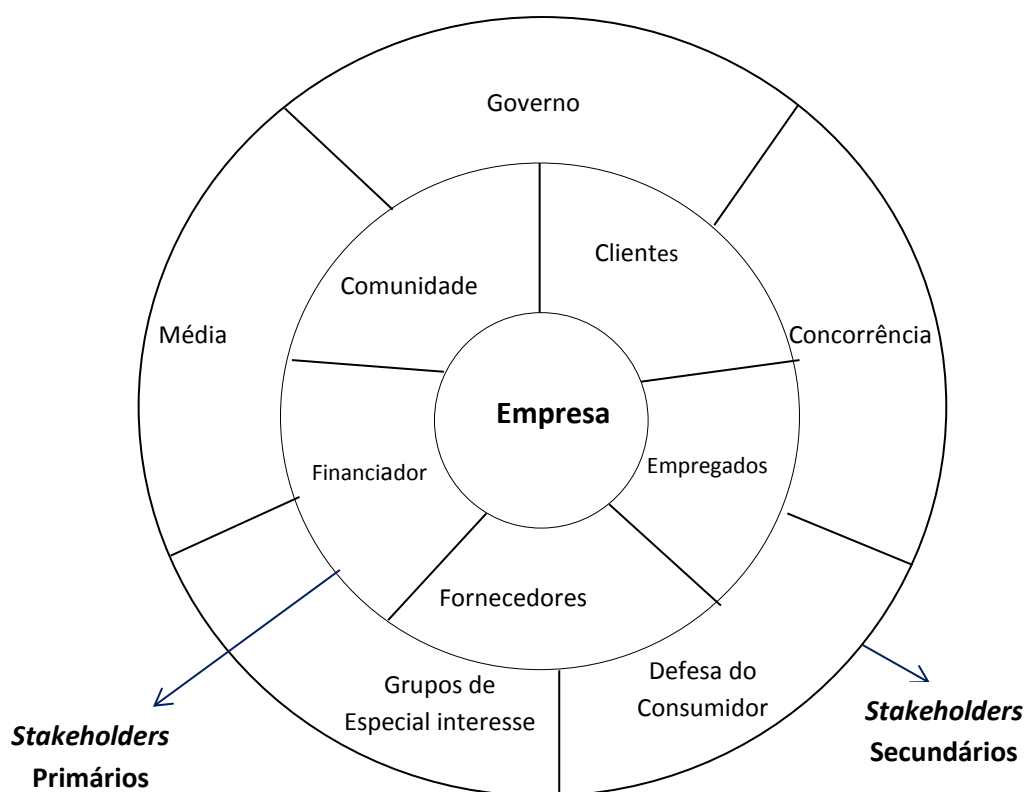 Governo
Clientes
Comunidade
Média
Concorrência
Empresa
Financiador
Empregados
Fornecedores
Grupos de
Especial interesse
Defesa do
Consumidor
Stakeholders
Primários
Stakeholders
Secundários